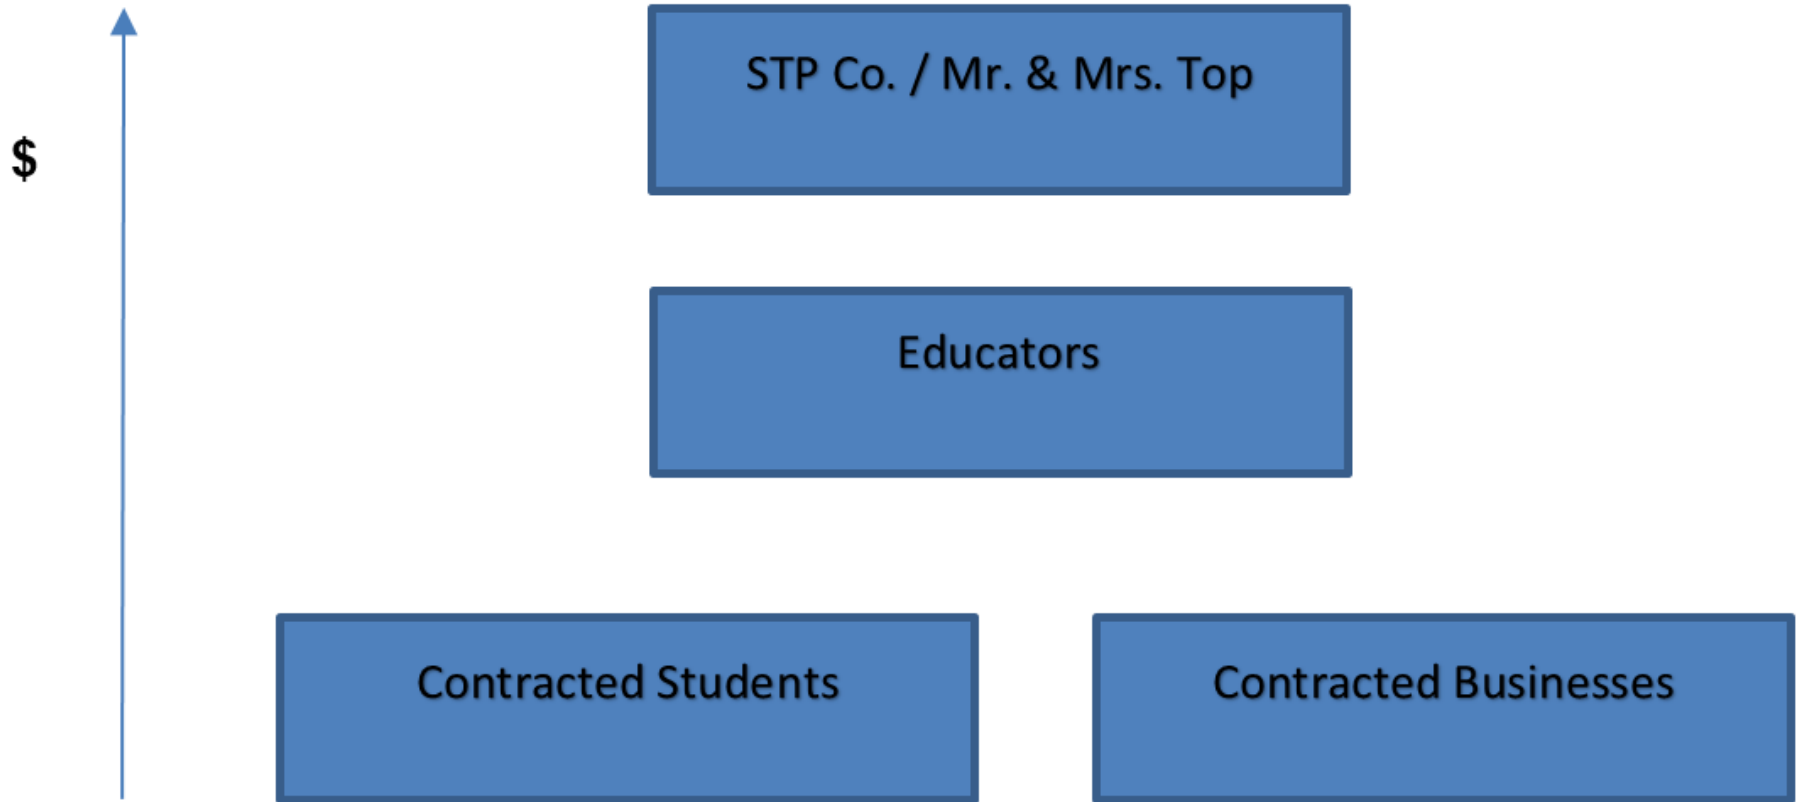 STP Co. / Mr. & Mrs. Top
$
Educators
Contracted Students
Contracted Businesses